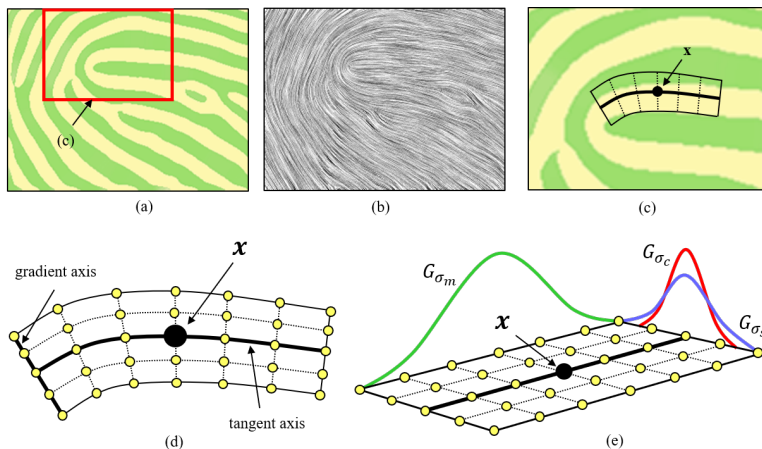 (c)
(a)
(b)
x
(c)
gradient axis
x
tangent axis
(d)
G_{σ_m}
G_{σ_c}
G_{σ_s}
x
(e)